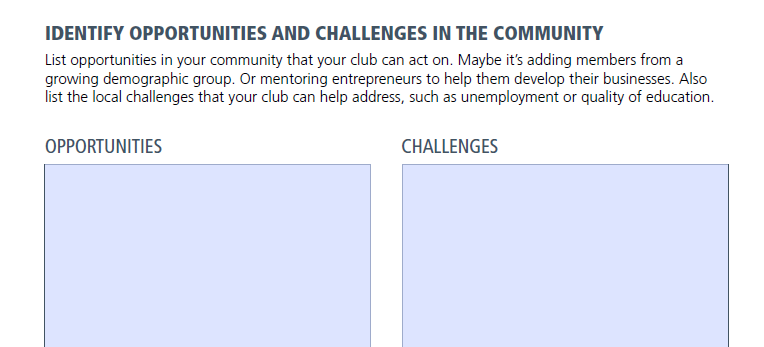 IDENTIFY OPPORTUNITIES AND CHALLENGES IN THE COMMUNITY
List opportunities in your community that your club can act on. Maybe it’s adding members from a
growing demographic group. Or mentoring entrepreneurs to help them develop their businesses. Also
list the local challenges that your club can help address, such as unemployment or quality of education.
OPPORTUNITIES
CHALLENGES